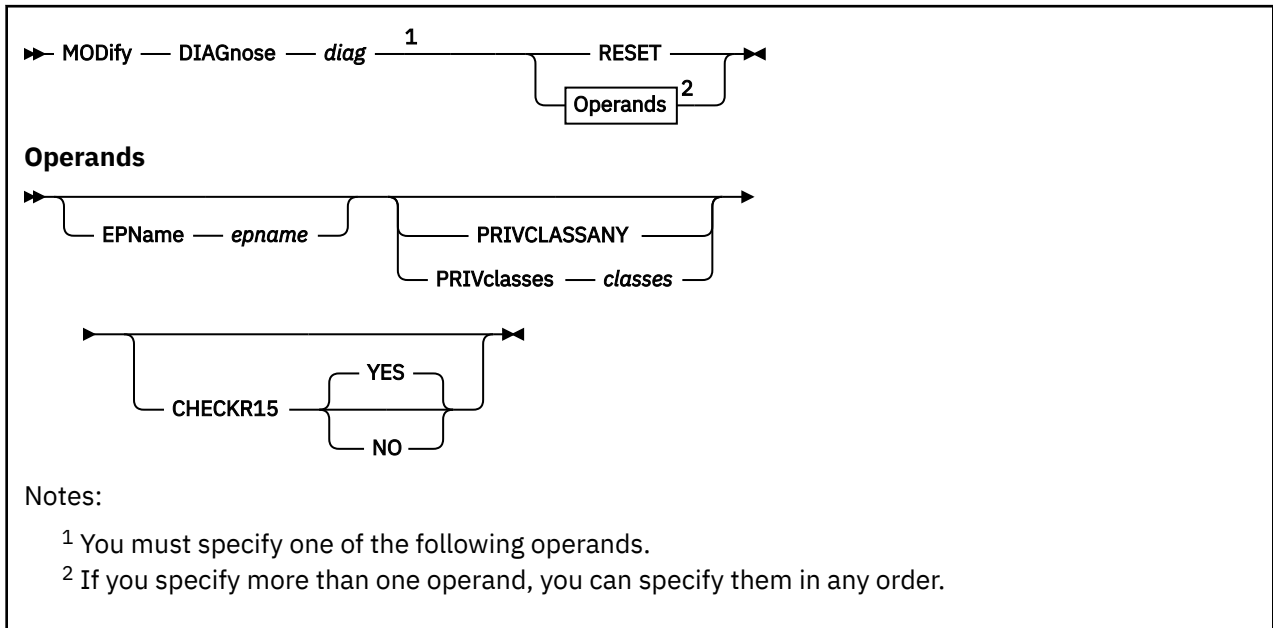 MODify DIAGnose diag 1 RESET
Operands 2
Operands
EPName epname PRIVCLASSANY
PRIVclasses classes
YES
CHECKR15
NO
Notes:
1 You must specify one of the following operands.
2 If you specify more than one operand, you can specify them in any order.